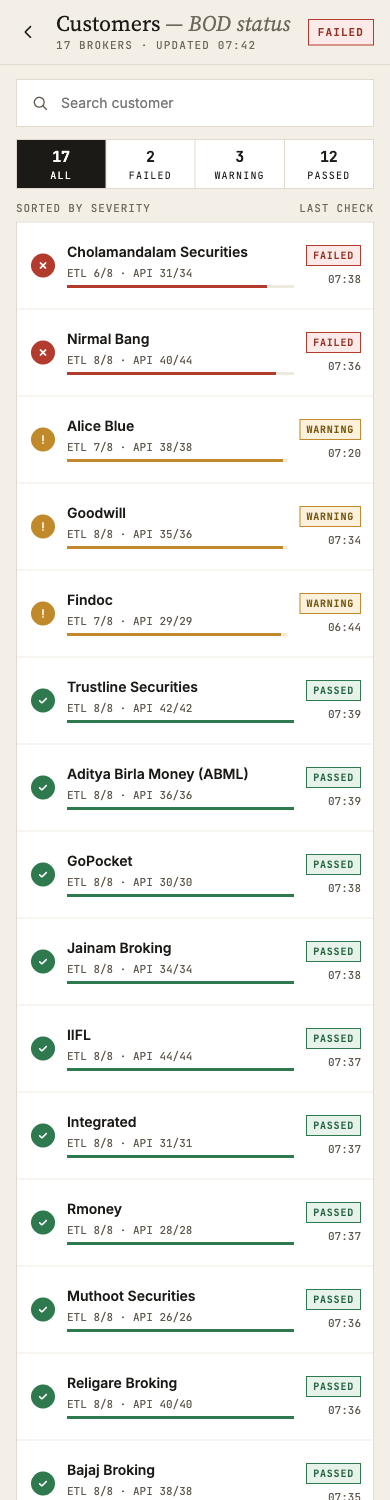 Customers — BOD status
17 BROKERS · UPDATED 07:42
FAILED
Search customer
17 2 3 12
ALL FAILED WARNING PASSED
SORTED BY SEVERITY LAST CHECK
Cholamandalam Securities FAILED
ETL 6/8 · API 31/34 07:38
Nirmal Bang FAILED
ETL 8/8 · API 40/44 07:36
Alice Blue WARNING
ETL 7/8 · API 38/38 07:20
Goodwill WARNING
ETL 8/8 · API 35/36 07:34
Findoc WARNING
ETL 7/8 · API 29/29 06:44
Trustline Securities PASSED
ETL 8/8 · API 42/42 07:39
Aditya Birla Money (ABML) PASSED
ETL 8/8 · API 36/36 07:39
GoPocket PASSED
ETL 8/8 · API 30/30 07:38
Jainam Broking PASSED
ETL 8/8 · API 34/34 07:38
IIFL PASSED
ETL 8/8 · API 44/44 07:37
Integrated PASSED
ETL 8/8 · API 31/31 07:37
Rmoney PASSED
ETL 8/8 · API 28/28 07:37
Muthoot Securities PASSED
ETL 8/8 · API 26/26 07:36
Religare Broking PASSED
ETL 8/8 · API 40/40 07:36
Bajaj Broking PASSED
ETL 8/8 · API 38/38 07:35